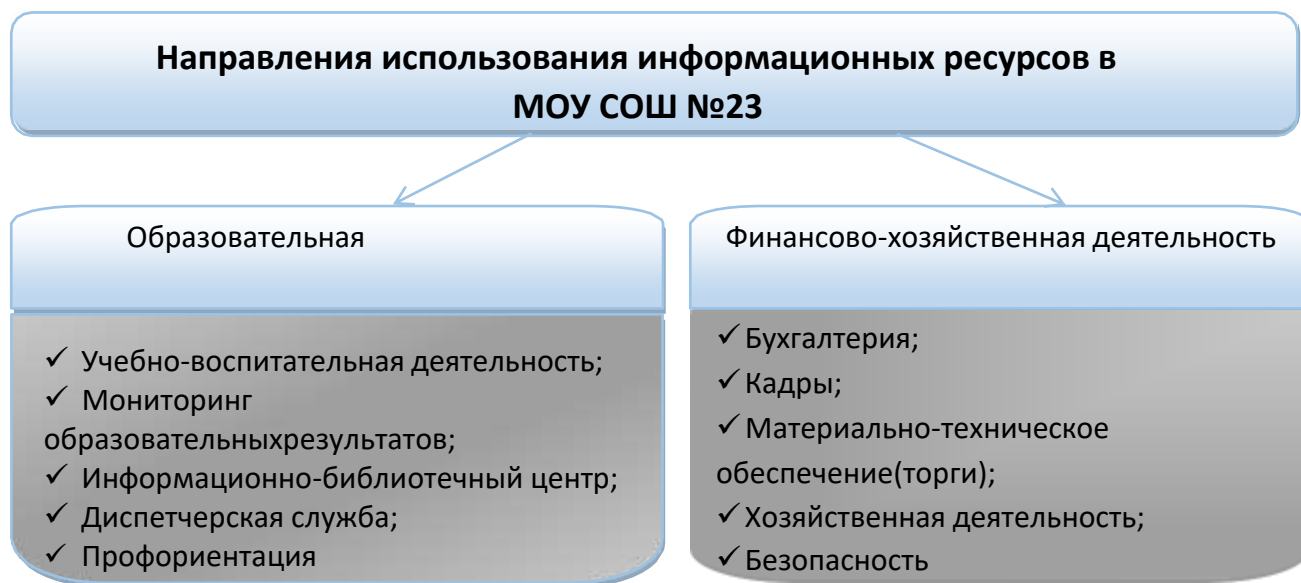 Направления использования информационных ресурсов в
МОУ СОШ №23
Образовательная
✓ Учебно-воспитательная деятельность;
✓ Мониторинг
образовательныхрезультатов;
✓ Информационно-библиотечный центр;
✓ Диспетчерская служба;
✓ Профориентация
Финансово-хозяйственная деятельность
✓ Бухгалтерия;
✓ Кадры;
✓ Материально-техническое
обеспечение(торги);
✓ Хозяйственная деятельность;
✓ Безопасность